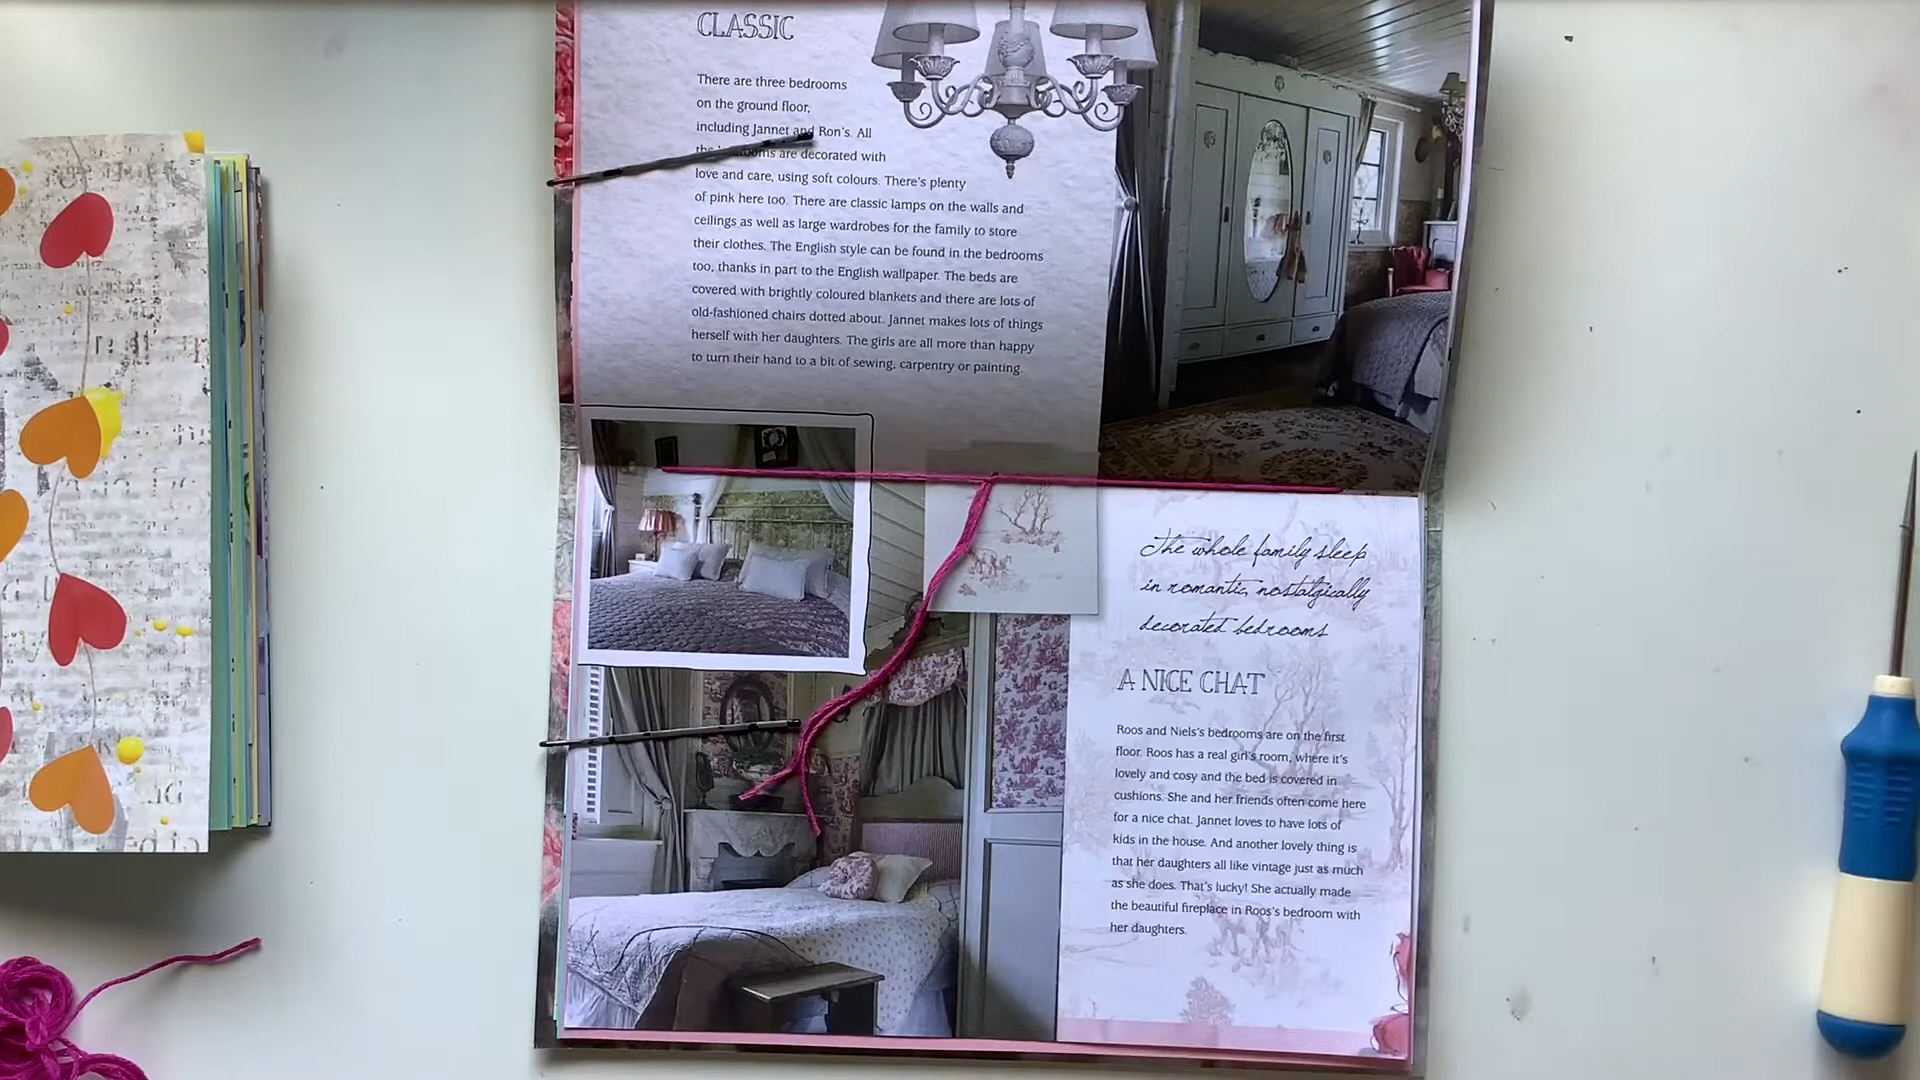 CLASSIC
There are three bedrooms
on the ground floor,
including Jannet and Ron's. All
the bedrooms are decorated with
love and care, using soft colours. There's plenty
of pink here too. There are classic lamps on the walls and
ceilings as well as large wardrobes for the family to store
their clothes. The English style can be found in the bedrooms
too, thanks in part to the English wallpaper. The beds are
covered with brightly coloured blankets and there are lots of
old-fashioned chairs dotted about. Jannet makes lots of things
herself with her daughters. The girls are all more than happy
to turn their hand to a bit of sewing, carpentry or painting.
The whole family sleep
in romantic, nostalgically
decorated bedrooms
A NICE CHAT
Roos and Niels's bedrooms are on the first
floor. Roos has a real girl's room, where it's
lovely and cosy and the bed is covered in
cushions. She and her friends often come here
for a nice chat. Jannet loves to have lots of
kids in the house. And another lovely thing is
that her daughters all like vintage just as much
as she does. That's lucky! She actually made
the beautiful fireplace in Roos's bedroom with
her daughters.